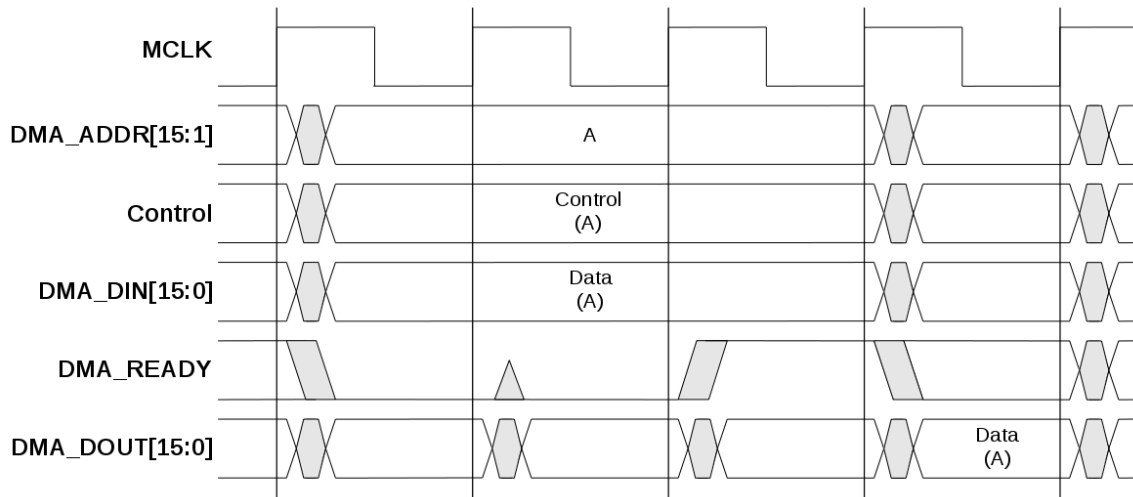 MCLK
DMA_ADDR[15:1]
A
Control
Control
(A)
DMA_DIN[15:0]
Data
(A)
DMA_READY
DMA_DOUT[15:0]
Data
(A)